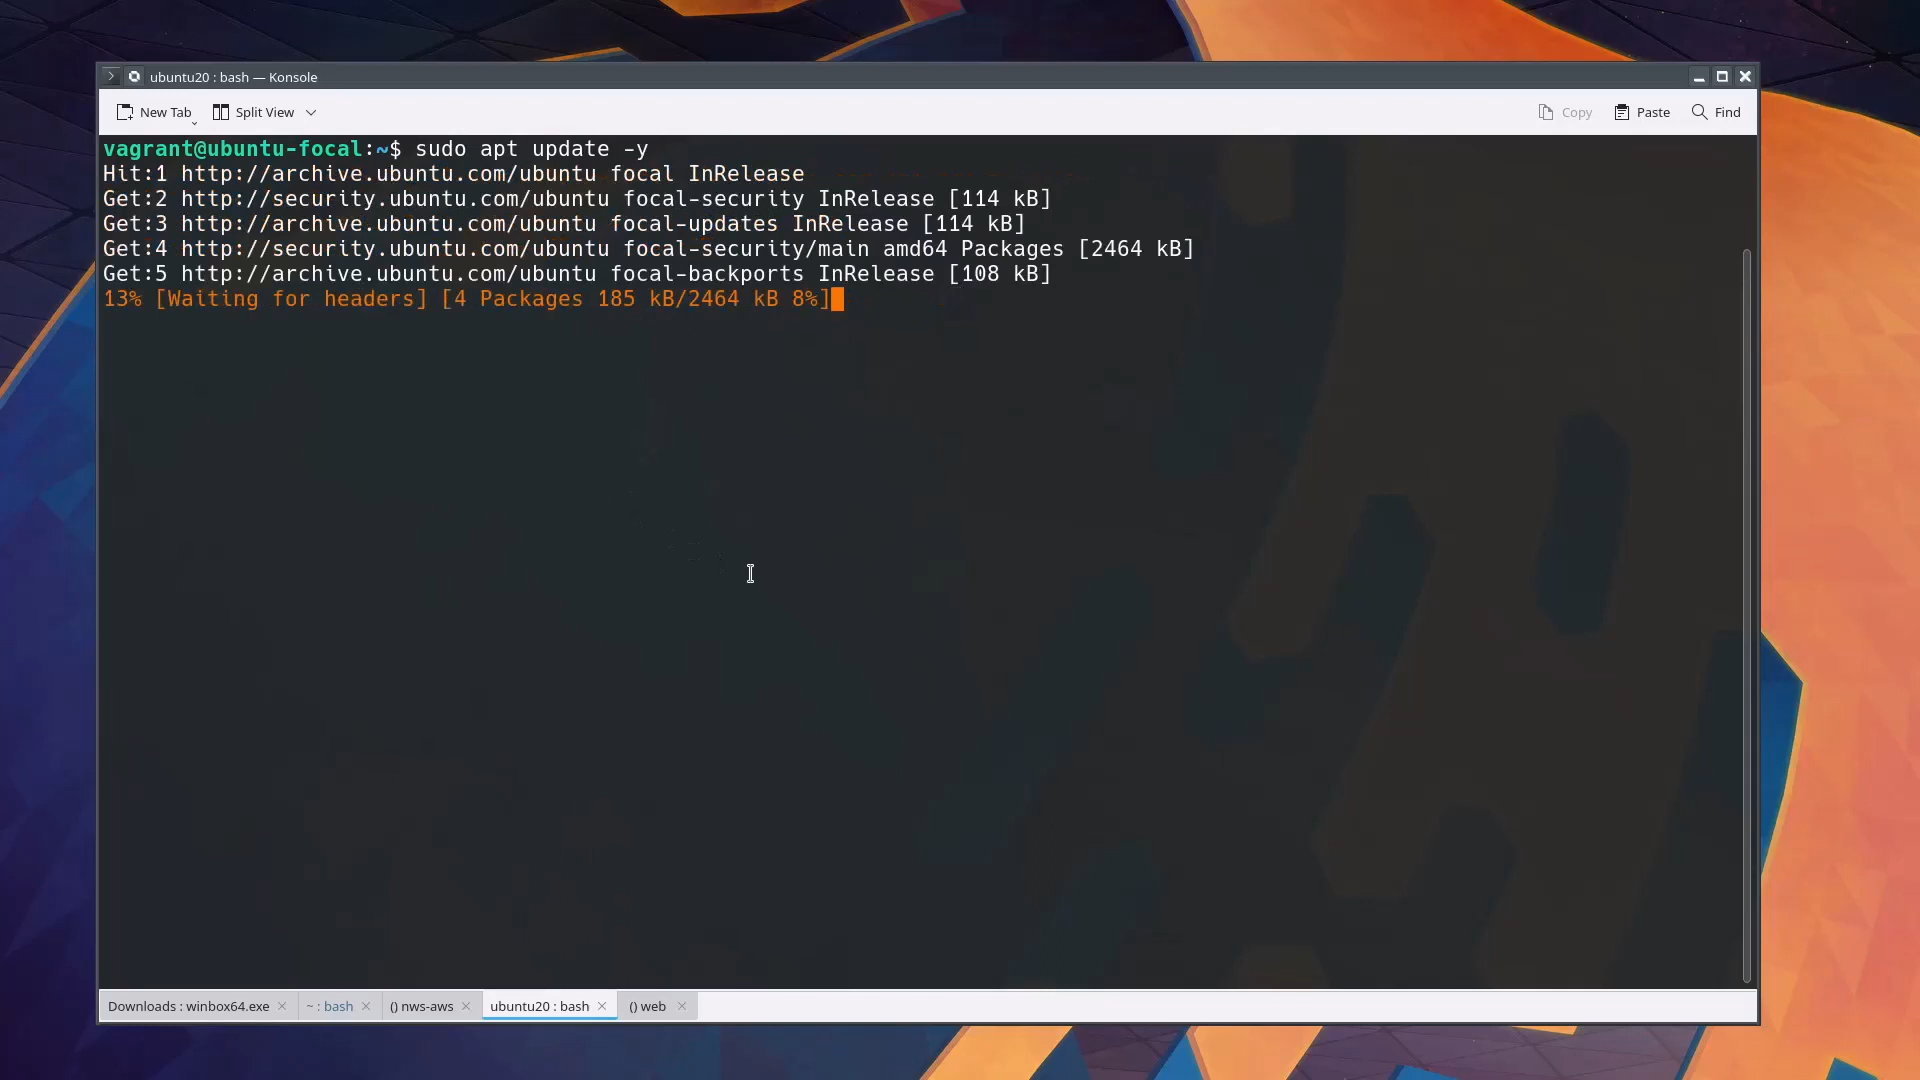 ubuntu20 : bash — Konsole
New Tab Split View Copy Paste Find
vagrant@ubuntu-focal:~$ sudo apt update -y
Hit:1 http://archive.ubuntu.com/ubuntu focal InRelease
Get:2 http://security.ubuntu.com/ubuntu focal-security InRelease [114 kB]
Get:3 http://archive.ubuntu.com/ubuntu focal-updates InRelease [114 kB]
Get:4 http://security.ubuntu.com/ubuntu focal-security/main amd64 Packages [2464 kB]
Get:5 http://archive.ubuntu.com/ubuntu focal-backports InRelease [108 kB]
13% [Waiting for headers] [4 Packages 185 kB/2464 kB 8%]
Downloads : winbox64.exe ~ : bash () nws-aws ubuntu20 : bash () web